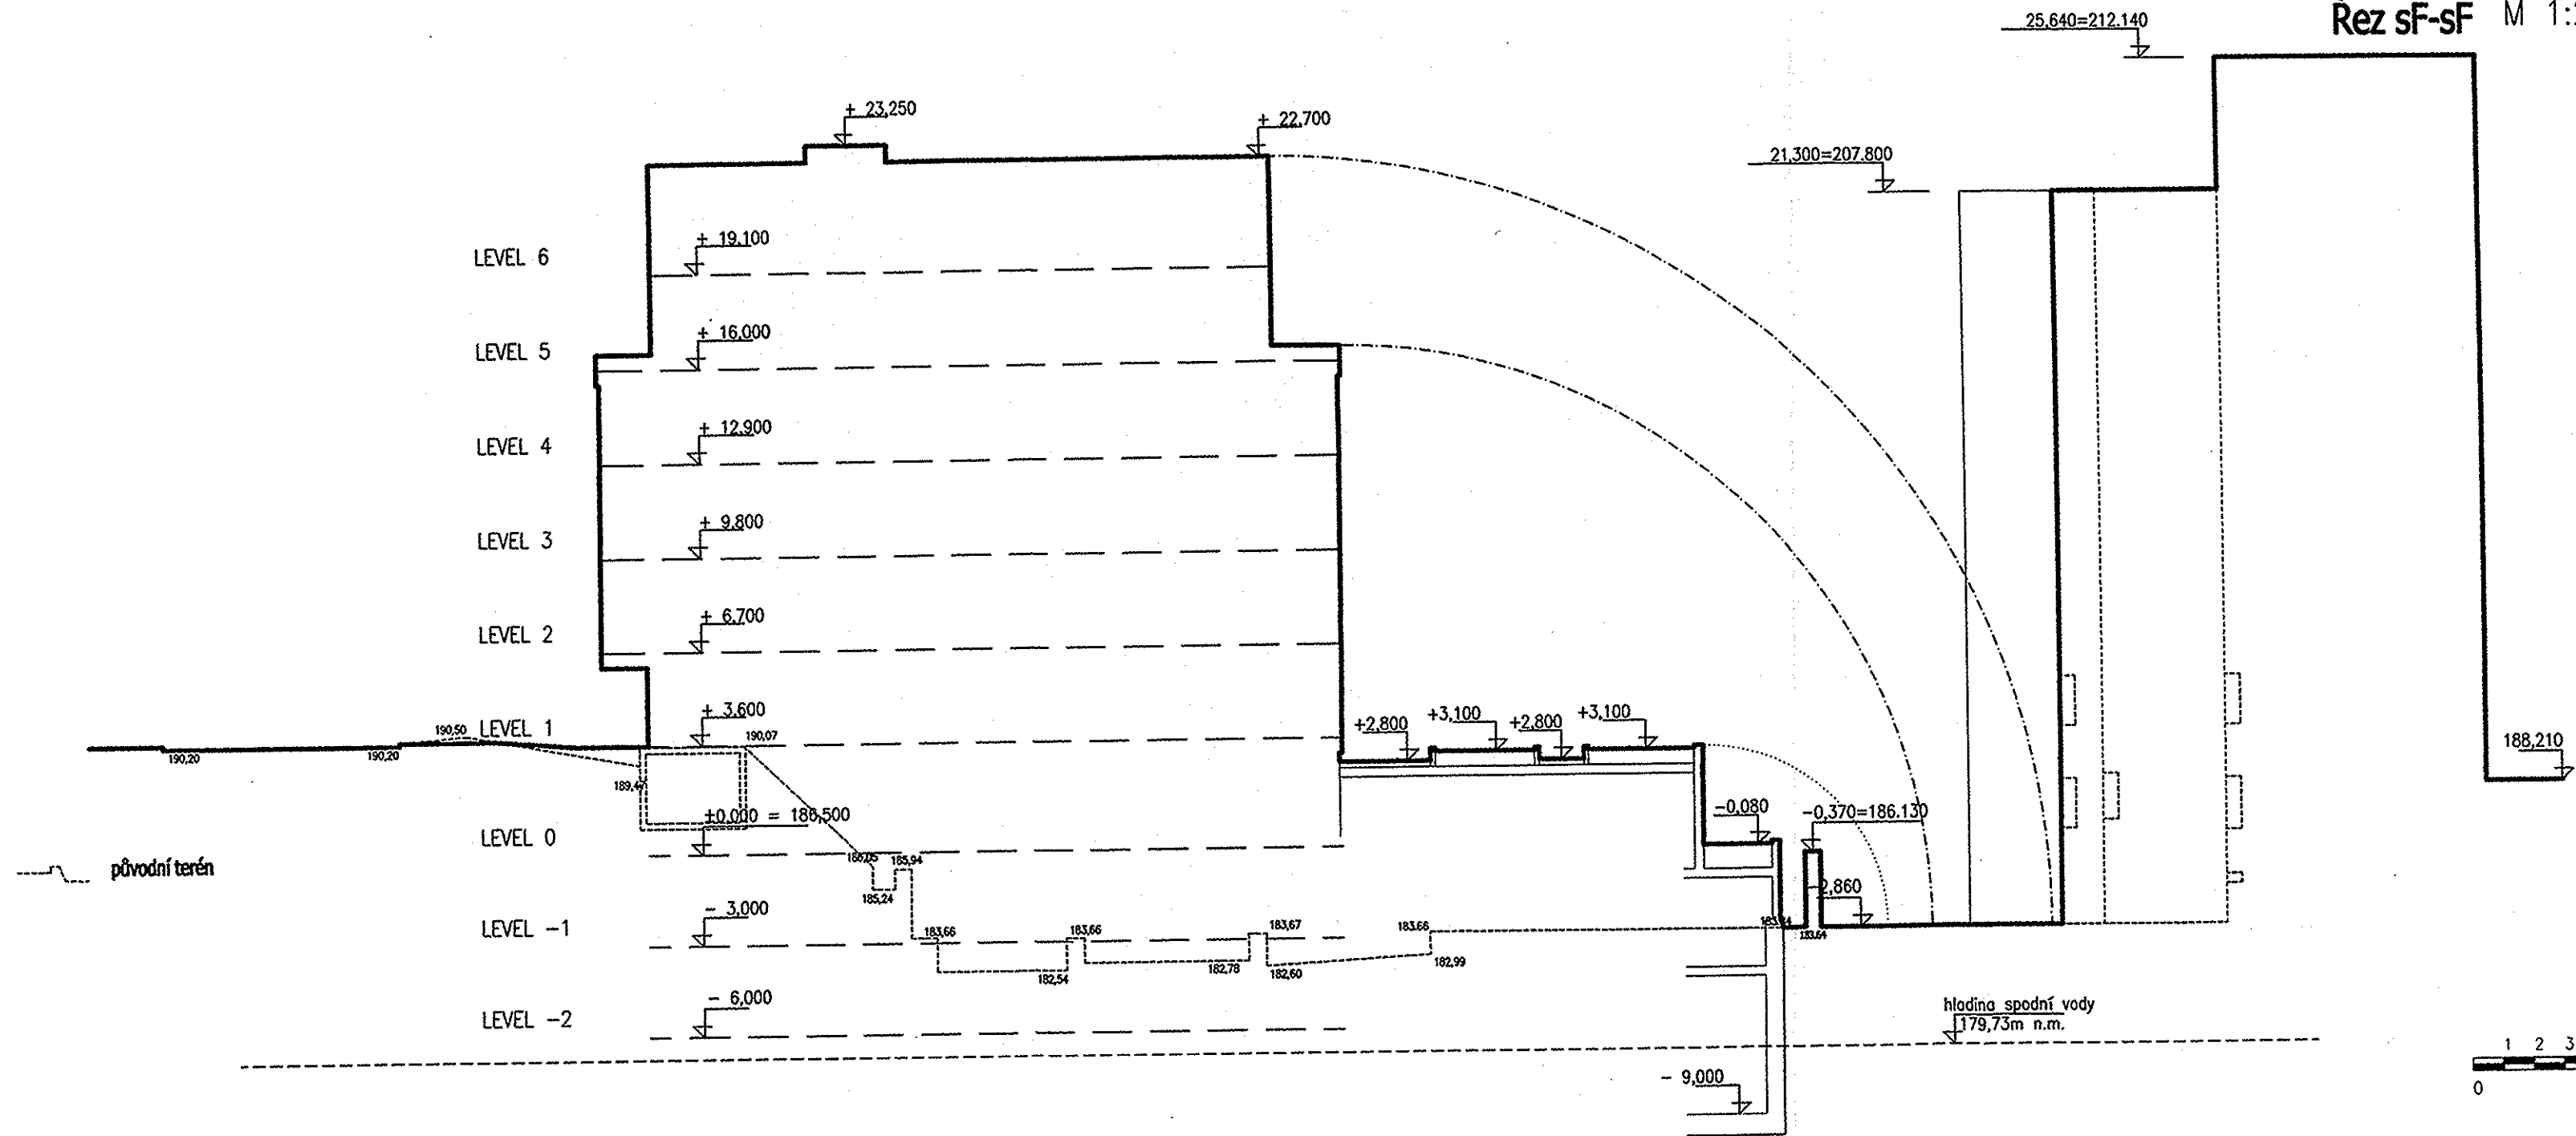 Řez sF-sF M 1:
25,640=212.140
+ 23,250
+ 22,700
21,300=207.800
LEVEL 6
+ 19,100
LEVEL 5
+ 16,000
LEVEL 4
+ 12,900
LEVEL 3
+ 9,800
LEVEL 2
+ 6,700
LEVEL 1
+ 3,600
190,50
190,20
190,20
190,07
+2,800
+3,100
+2,800
+3,100
188,210
LEVEL 0
±0,000 = 186,500
-0,080
-0,370=186.130
původní terén
185,94
185,24
-2,860
LEVEL -1
- 3,000
183,66
183,66
183,67
183.66
183.64
182,54
182,78
182,60
182,99
LEVEL -2
- 6,000
hladina spodní vody
179,73m n.m.
- 9,000
1 2 3
0